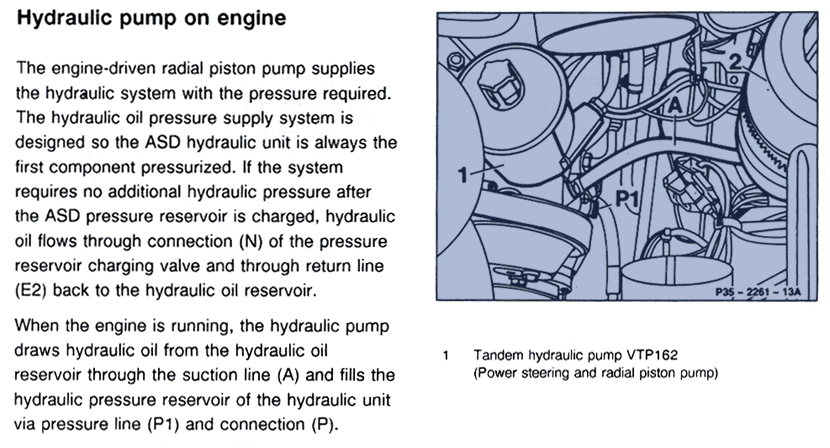 Hydraulic pump on engine
The engine-driven radial piston pump supplies
the hydraulic system with the pressure required.
The hydraulic oil pressure supply system is
designed so the ASD hydraulic unit is always the
first component pressurized. If the system
requires no additional hydraulic pressure after
the ASD pressure reservoir is charged, hydraulic
oil flows through connection (N) of the pressure
reservoir charging valve and through return line
(E2) back to the hydraulic oil reservoir.
When the engine is running, the hydraulic pump
draws hydraulic oil from the hydraulic oil
reservoir through the suction line (A) and fills the
hydraulic pressure reservoir of the hydraulic unit
via pressure line (P1) and connection (P).
2
A
1
P1
P35 - 2261 - 13A
1 Tandem hydraulic pump VTP162
(Power steering and radial piston pump)